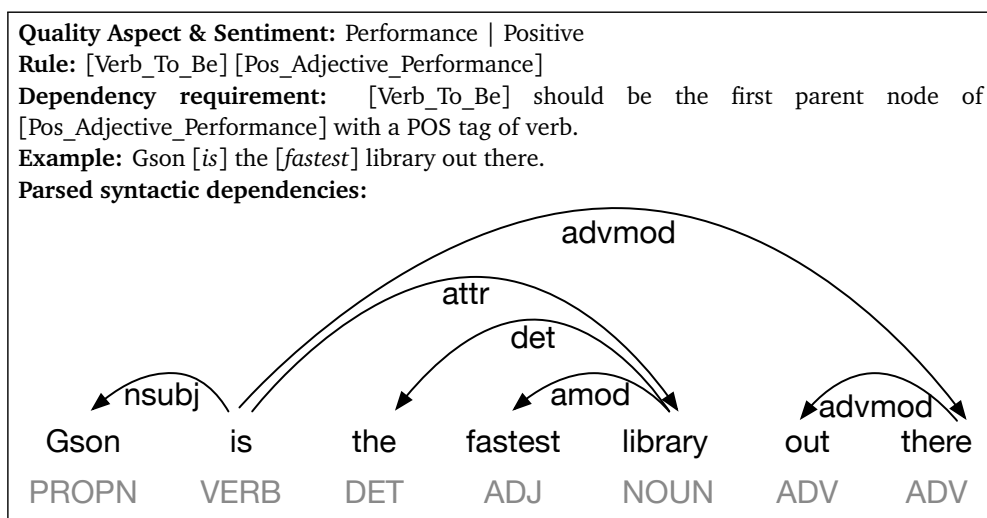 Quality Aspect & Sentiment: Performance | Positive
Rule: [Verb_To_Be] [Pos_Adjective_Performance]
Dependency requirement: [Verb_To_Be] should be the first parent node of
[Pos_Adjective_Performance] with a POS tag of verb.
Example: Gson [is] the [fastest] library out there.
Parsed syntactic dependencies:
advmod
attr
det
nsubj amod advmod
Gson is the fastest library out there
PROPN VERB DET ADJ NOUN ADV ADV